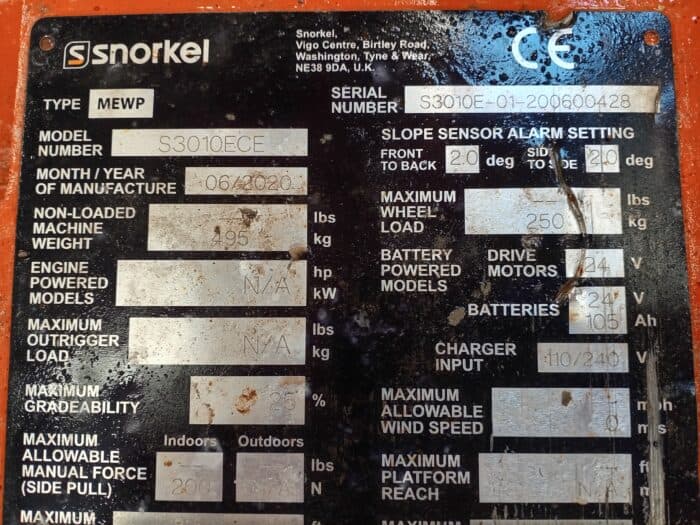 snorkel
Snorkel,
Vigo Centre, Birtley Road,
Washington, Tyne & Wear,
NE38 9DA, U.K.
CE
TYPE MEWP
SERIAL NUMBER S3010E-01-200600428
MODEL NUMBER S3010ECE
MONTH / YEAR OF MANUFACTURE 06/2020
NON-LOADED MACHINE WEIGHT -- lbs
495 kg
ENGINE POWERED MODELS N/A hp
kW
MAXIMUM OUTRIGGER LOAD N/A lbs
kg
MAXIMUM GRADEABILITY 25 %
MAXIMUM ALLOWABLE MANUAL FORCE (SIDE PULL) Indoors Outdoors
lbs
200 N
MAXIMUM
SLOPE SENSOR ALARM SETTING
FRONT TO BACK 2.0 deg SIDE TO SIDE 2.0 deg
MAXIMUM WHEEL LOAD -- lbs
250 kg
BATTERY POWERED MODELS DRIVE MOTORS 24 V
BATTERIES 24 V
105 Ah
CHARGER INPUT 110/240 V
MAXIMUM ALLOWABLE WIND SPEED mph
0 m/s
MAXIMUM PLATFORM REACH ft
N/A m
MAXIMUM